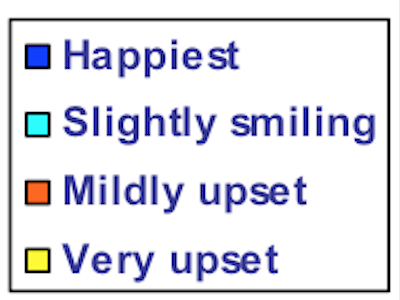 Happiest
Slightly smiling
Mildly upset
Very upset